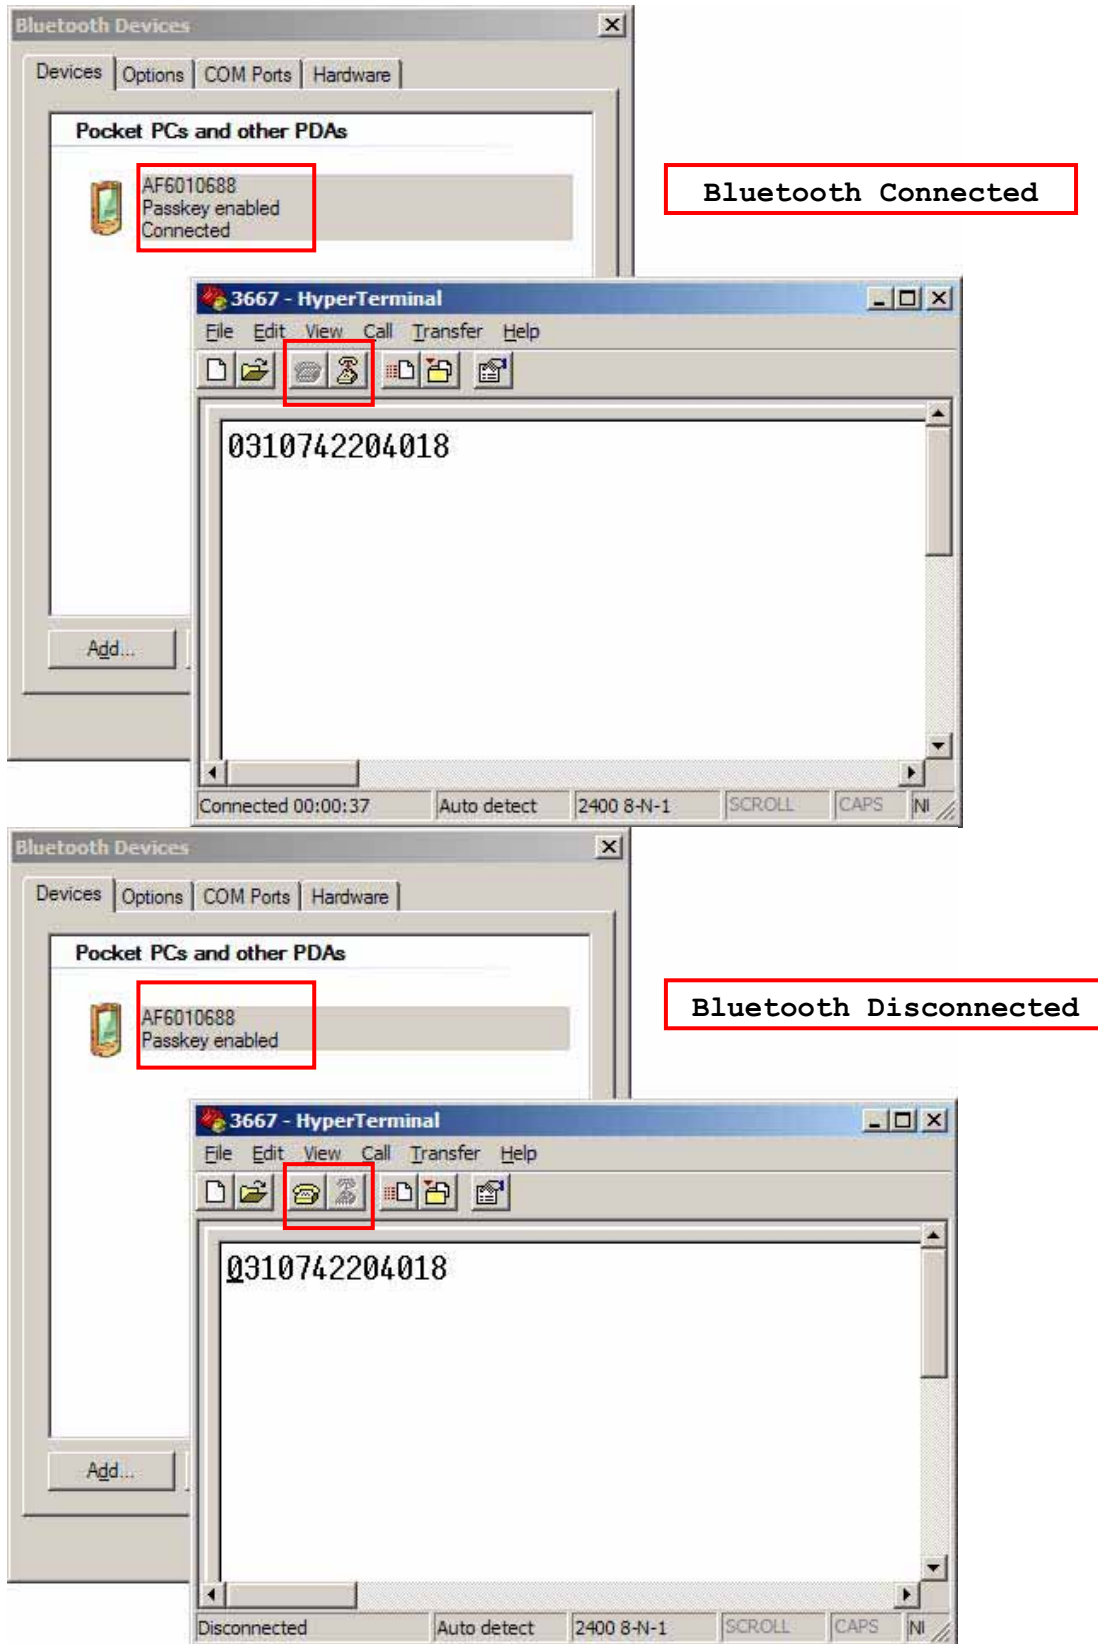 Bluetooth Devices
Devices Options COM Ports Hardware
Pocket PCs and other PDAs
AF6010688
Passkey enabled
Connected
Bluetooth Connected
3667 - HyperTerminal
File Edit View Call Transfer Help
0310742204018
Add...
Connected 00:00:37 Auto detect 2400 8-N-1 SCROLL CAPS
Bluetooth Devices
Devices Options COM Ports Hardware
Pocket PCs and other PDAs
AF6010688
Passkey enabled
Bluetooth Disconnected
3667 - HyperTerminal
File Edit View Call Transfer Help
0310742204018
Add...
Disconnected Auto detect 2400 8-N-1 SCROLL CAPS